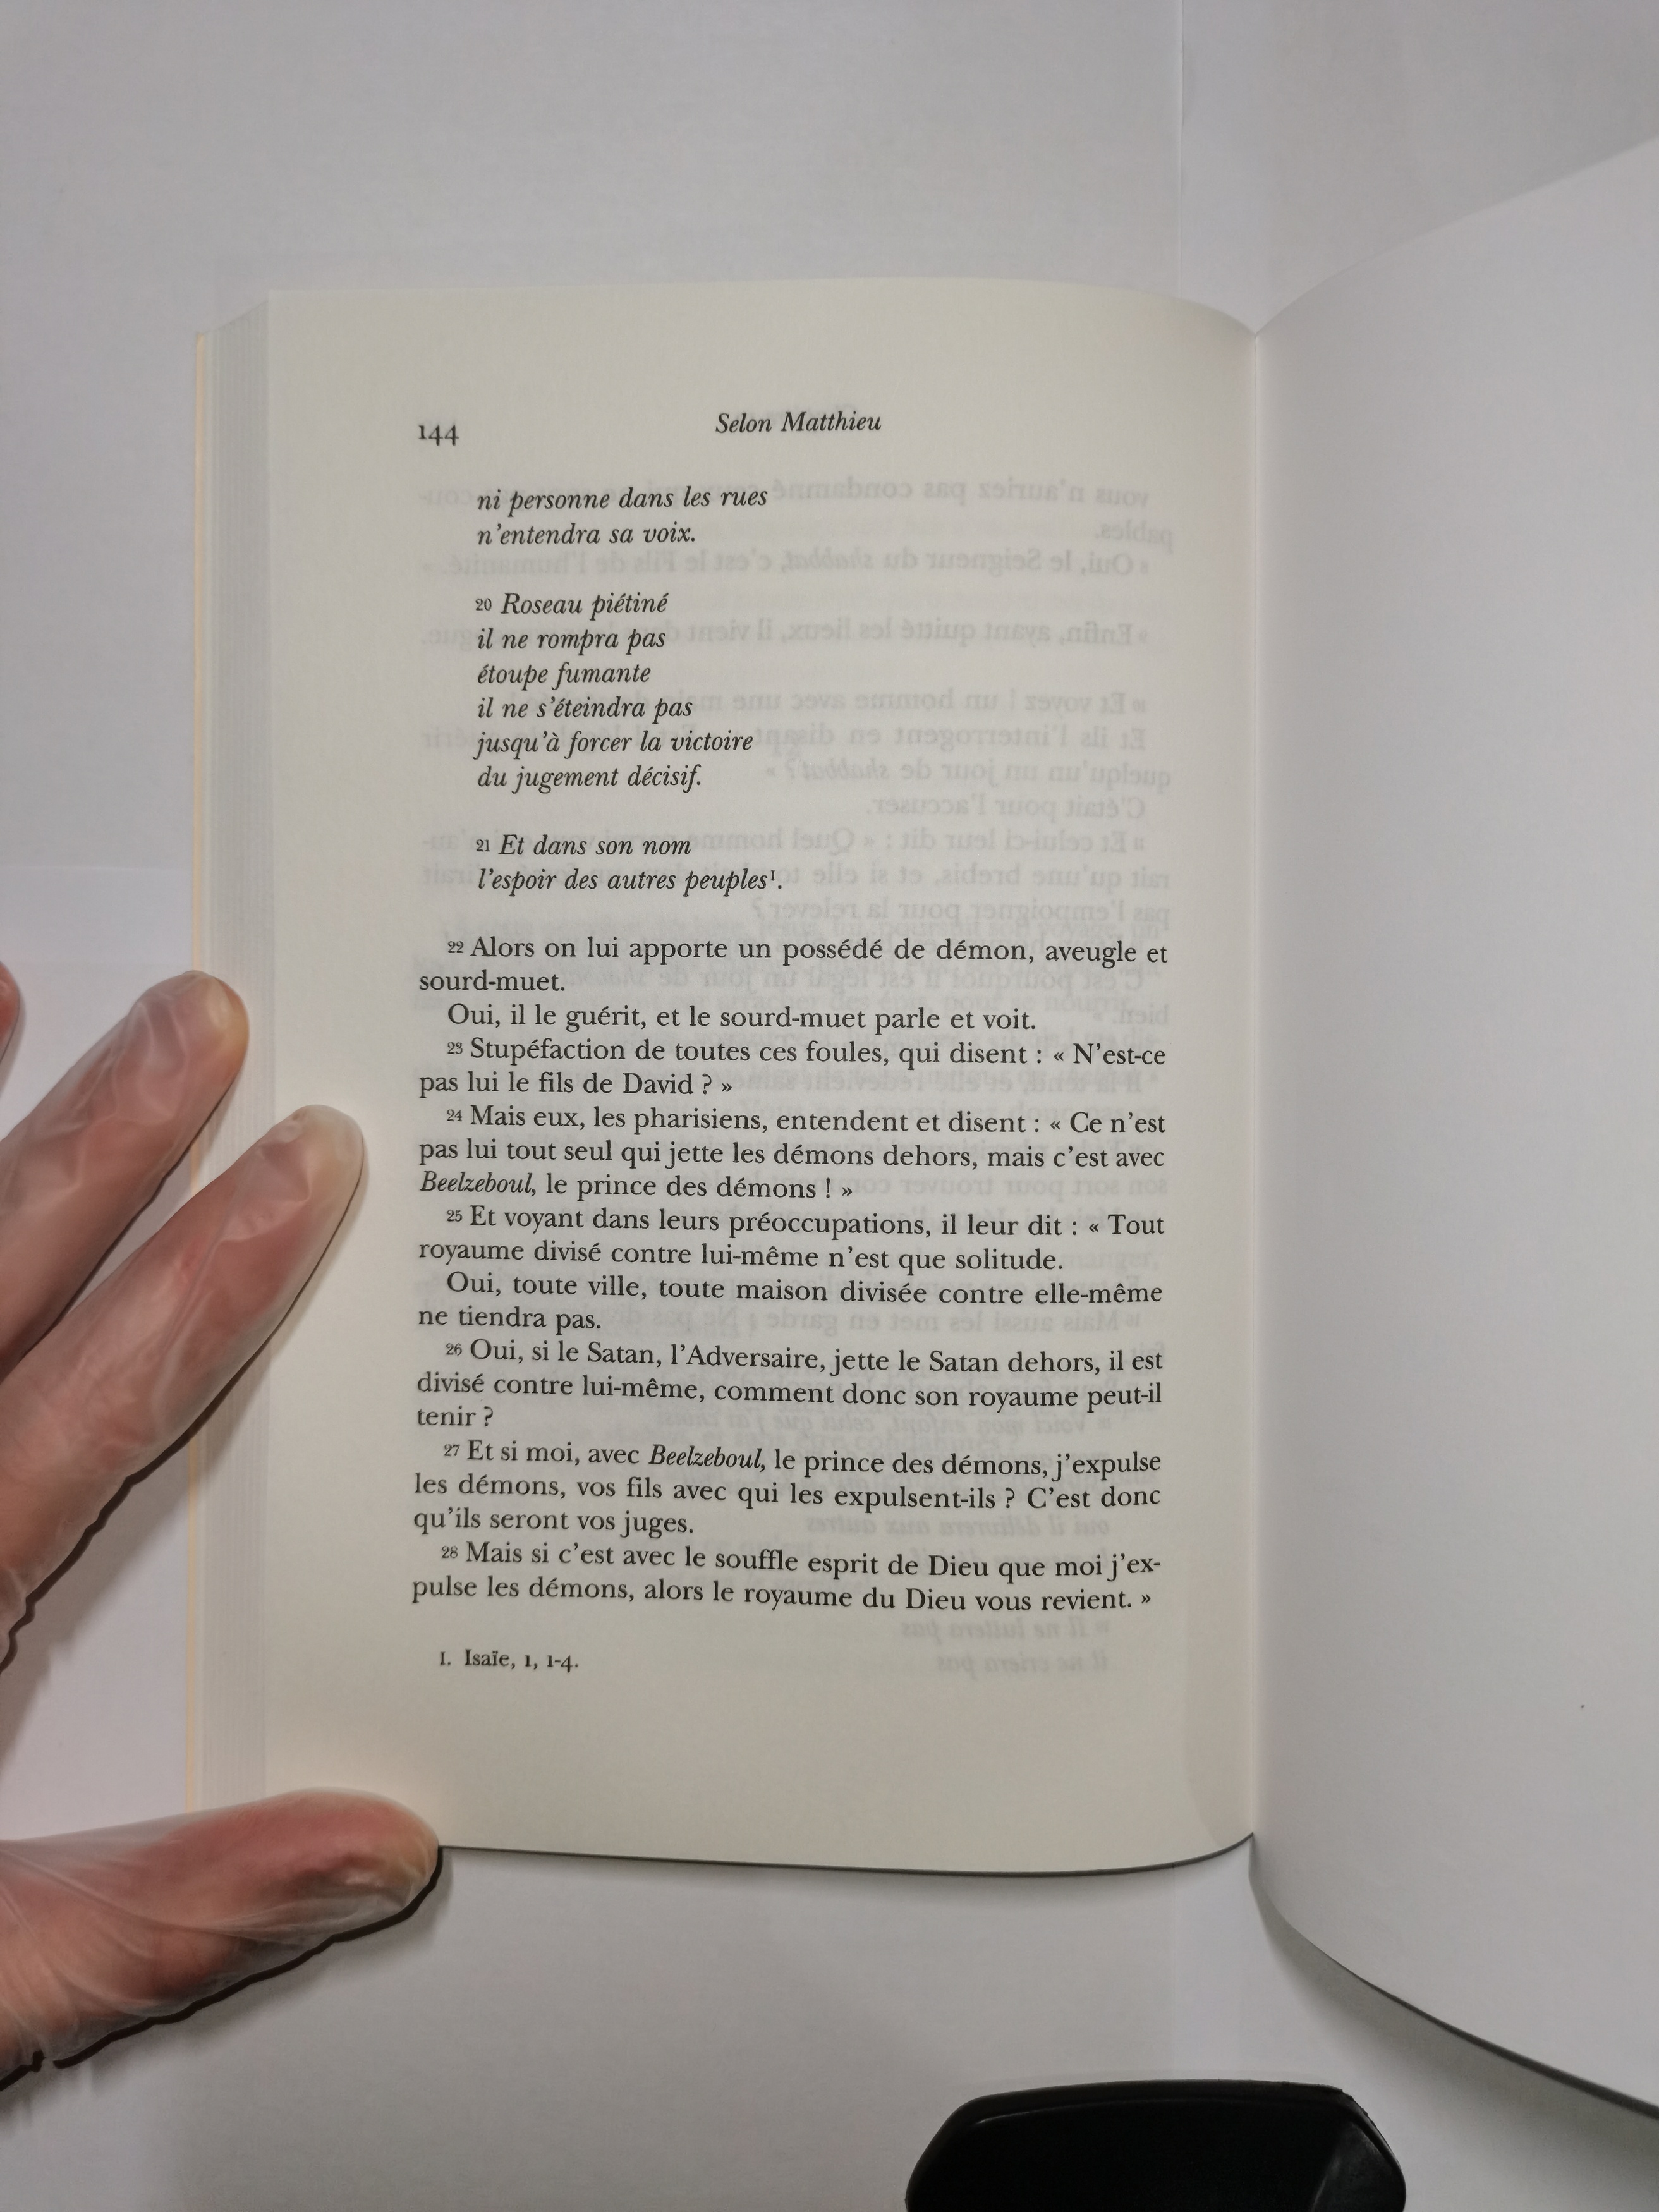 144
Selon Matthieu
ni personne dans les rues
n'entendra sa voix.
20 Roseau piétiné
il ne rompra pas
étoupe fumante
il ne s'éteindra pas
jusqu'à forcer la victoire
du jugement décisif.
21 Et dans son nom
l'espoir des autres peuples¹.
22 Alors on lui apporte un possédé de démon, aveugle et
sourd-muet.
Oui, il le guérit, et le sourd-muet parle et voit.
23 Stupéfaction de toutes ces foules, qui disent : « N'est-ce
pas lui le fils de David ? »
24 Mais eux, les pharisiens, entendent et disent : « Ce n'est
pas lui tout seul qui jette les démons dehors, mais c'est avec
Beelzeboul, le prince des démons ! »
25 Et voyant dans leurs préoccupations, il leur dit : « Tout
royaume divisé contre lui-même n'est que solitude.
Oui, toute ville, toute maison divisée contre elle-même
ne tiendra pas.
26 Oui, si le Satan, l'Adversaire, jette le Satan dehors, il est
divisé contre lui-même, comment donc son royaume peut-il
tenir ?
27 Et si moi, avec Beelzeboul, le prince des démons, j'expulse
les démons, vos fils avec qui les expulsent-ils ? C'est donc
qu'ils seront vos juges.
28 Mais si c'est avec le souffle esprit de Dieu que moi j'ex-
pulse les démons, alors le royaume du Dieu vous revient. »
1. Isaïe, 1, 1-4.